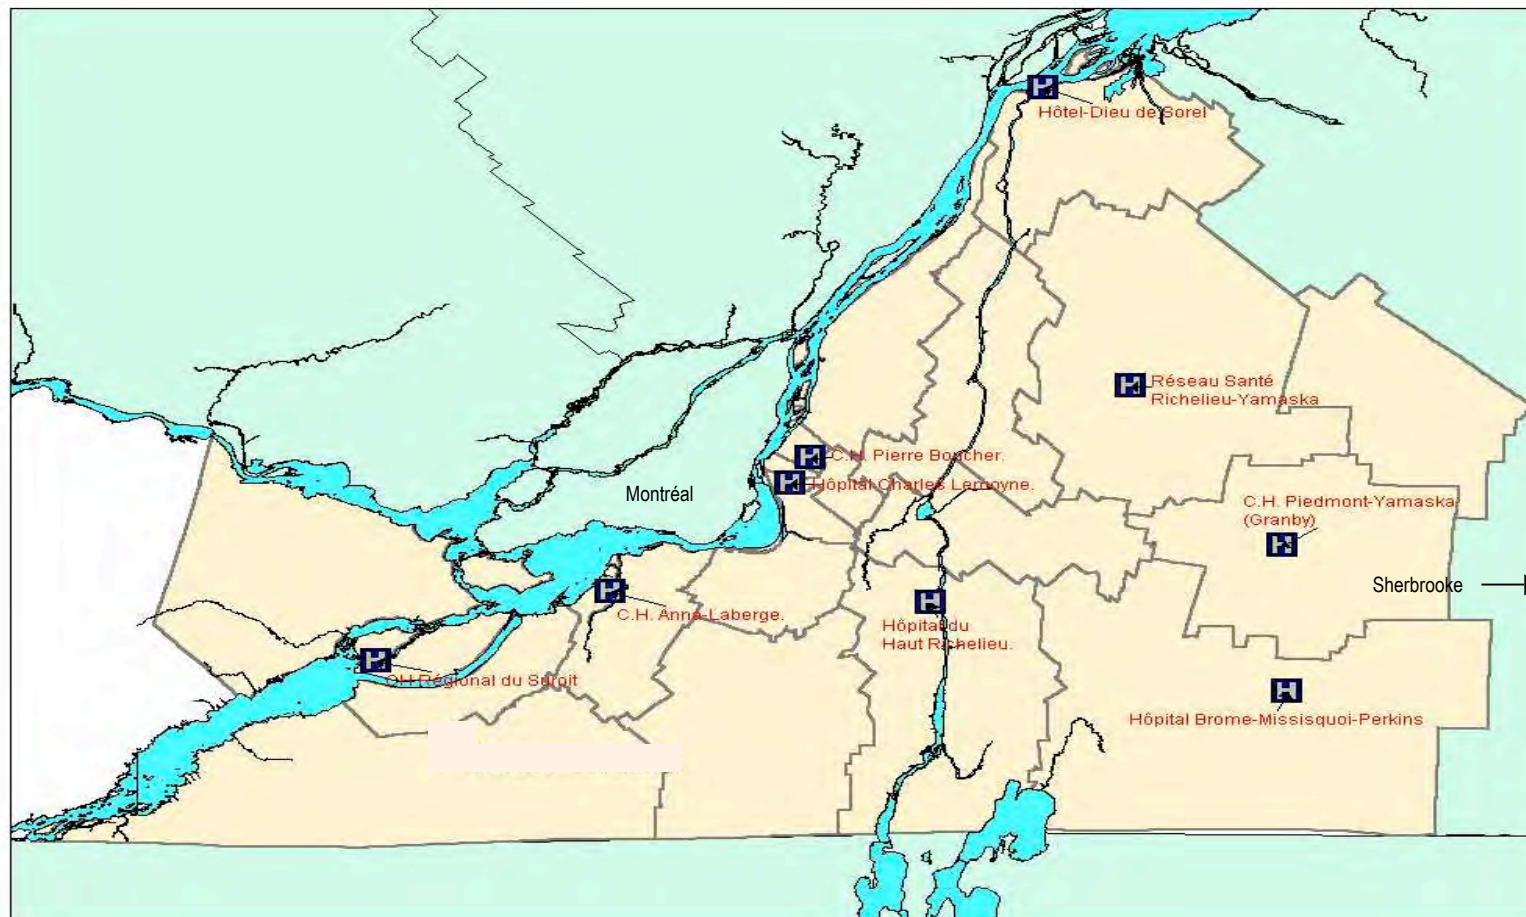 Hôtel-Dieu de Sorel
Réseau Santé
Richelieu-Yamaska
C.H. Pierre Boucher.
Hôpital Charles Lemoyne.
Montréal
C.H. Piedmont-Yamaska
(Granby)
Sherbrooke
C.H. Anna-Laberge.
Hôpital du
Haut Richelieu.
CH Régional du Suroit
Hôpital Brome-Missisquoi-Perkins